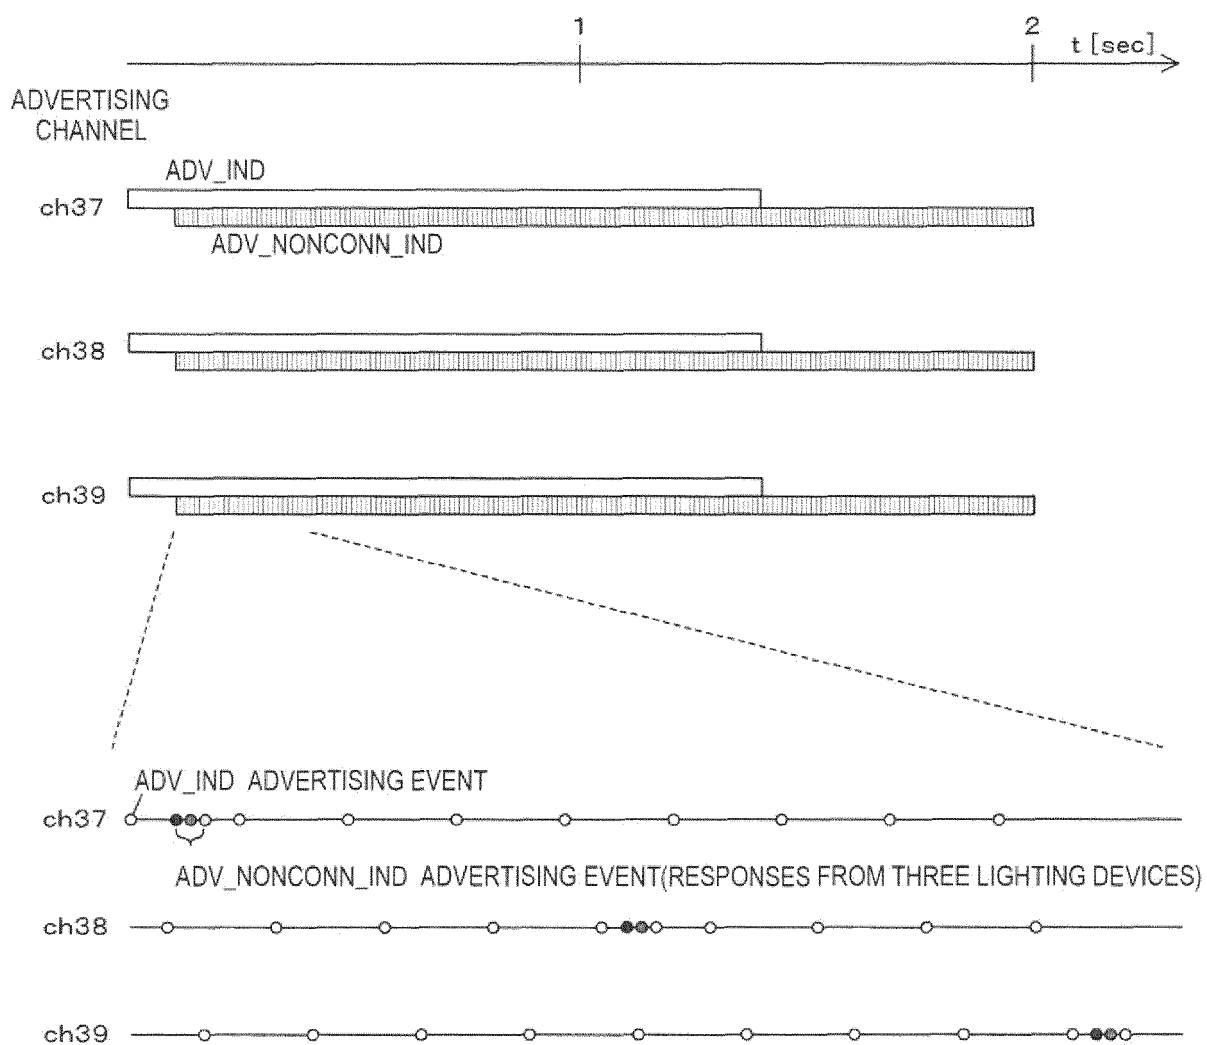 1
2
t [sec]
ADVERTISING
CHANNEL
ADV_IND
ch37
ADV_NONCONN_IND
ch38
ch39
ADV_IND ADVERTISING EVENT
ch37
ADV_NONCONN_IND ADVERTISING EVENT(RESPONSES FROM THREE LIGHTING DEVICES)
ch38
ch39